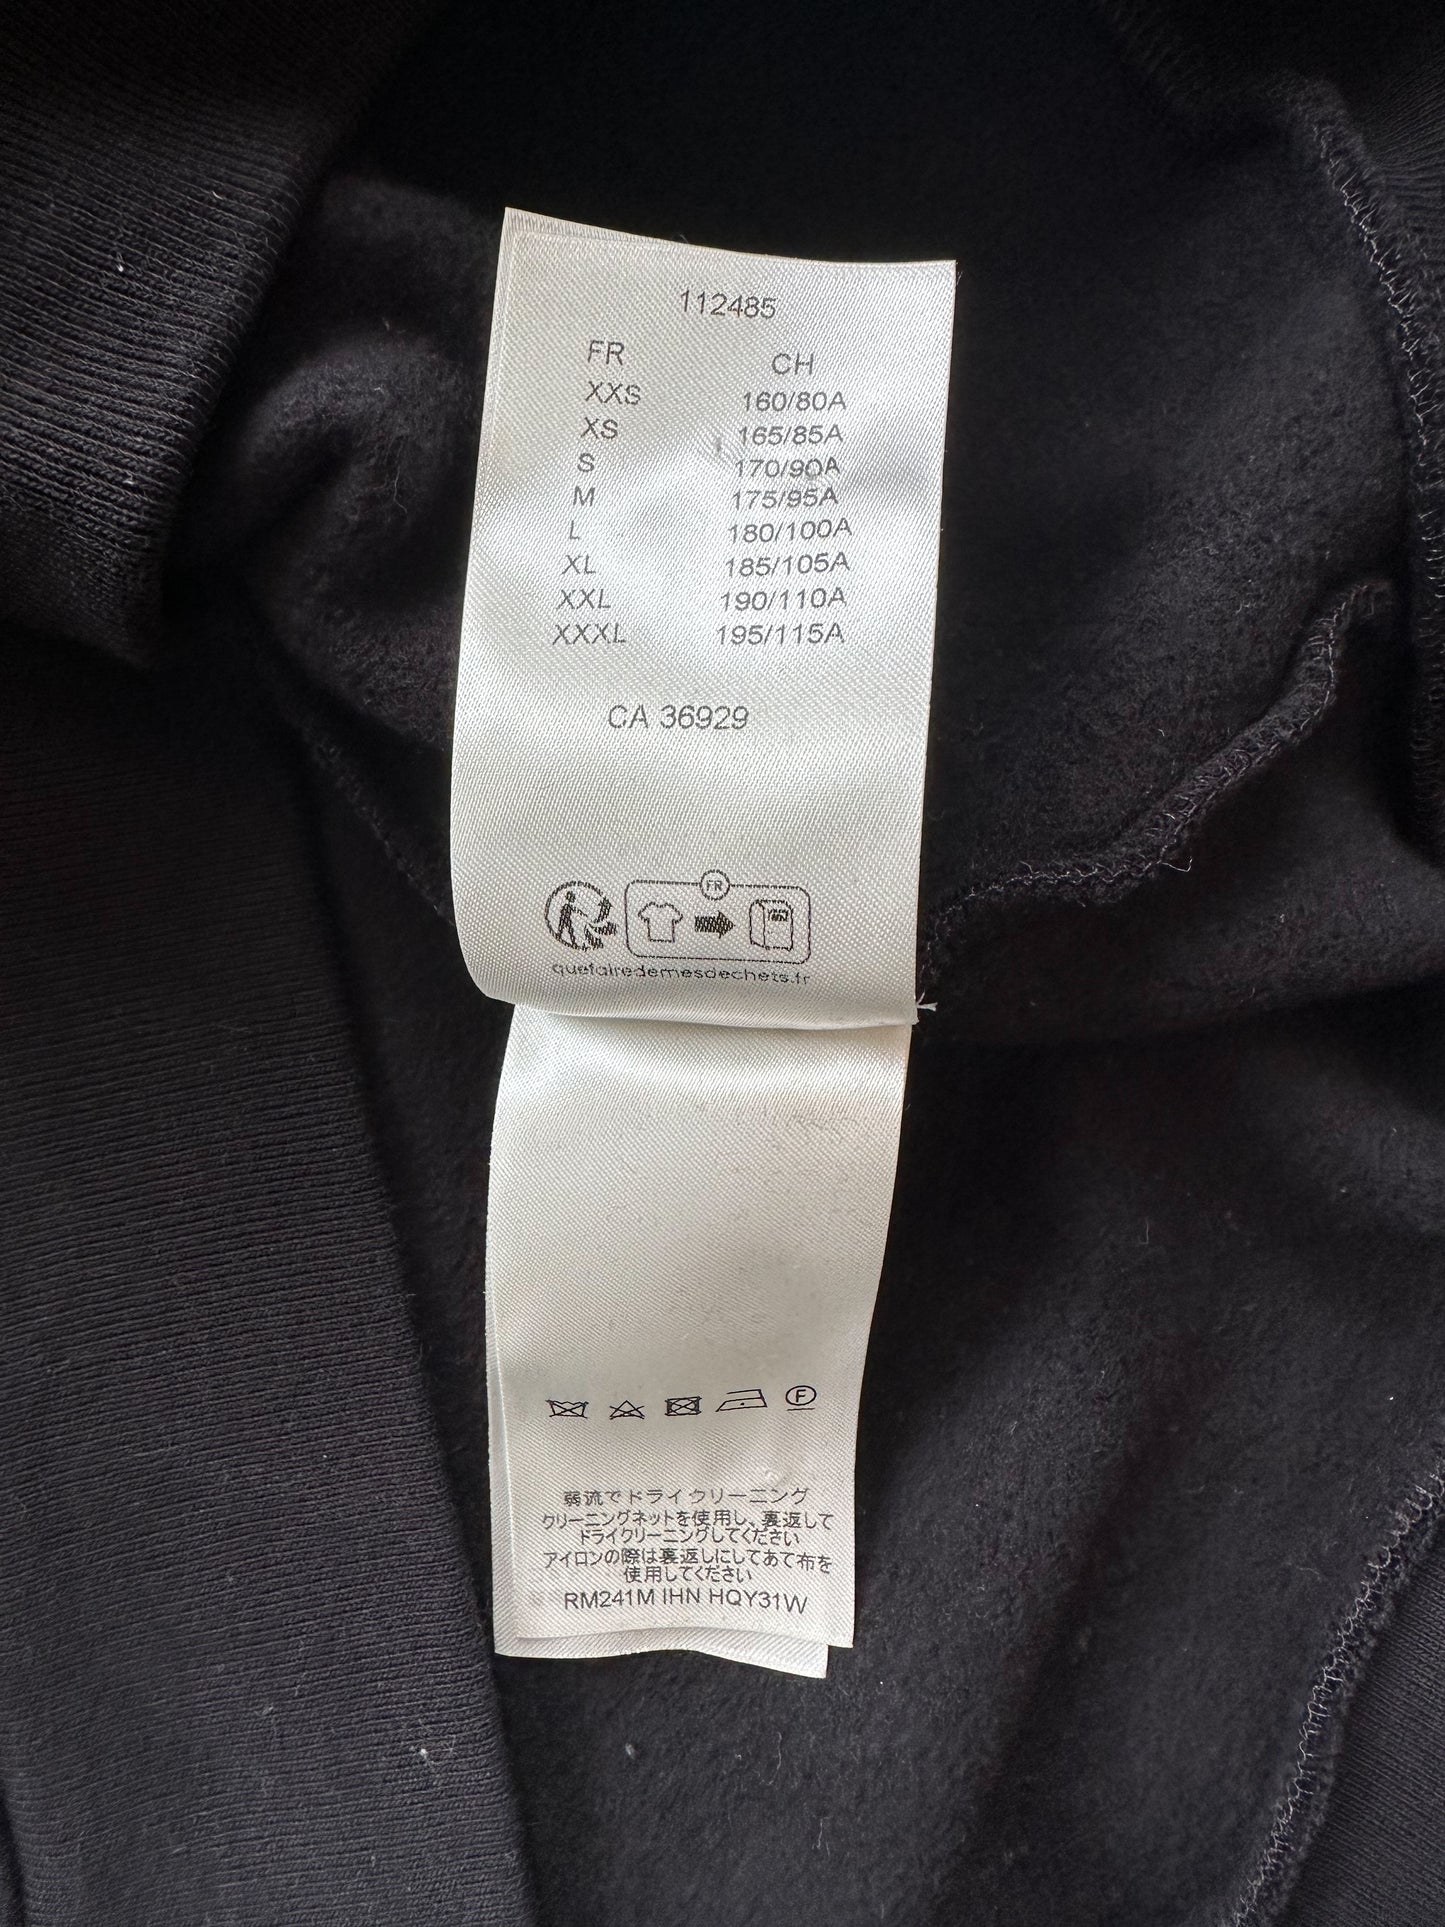 112485
FR CH
XXS 160/80A
XS 165/85A
S 170/90A
M 175/95A
L 180/100A
XL 185/105A
XXL 190/110A
XXXL 195/115A
CA 36929
FR
quefairedemesdechets.fr
F
弱流でドライクリーニング
クリーニングネットを使用し、裏返して
ドライクリーニングしてください
アイロンの際は裏返しにしてあて布を
使用してください
RM241M IHN HQY31W